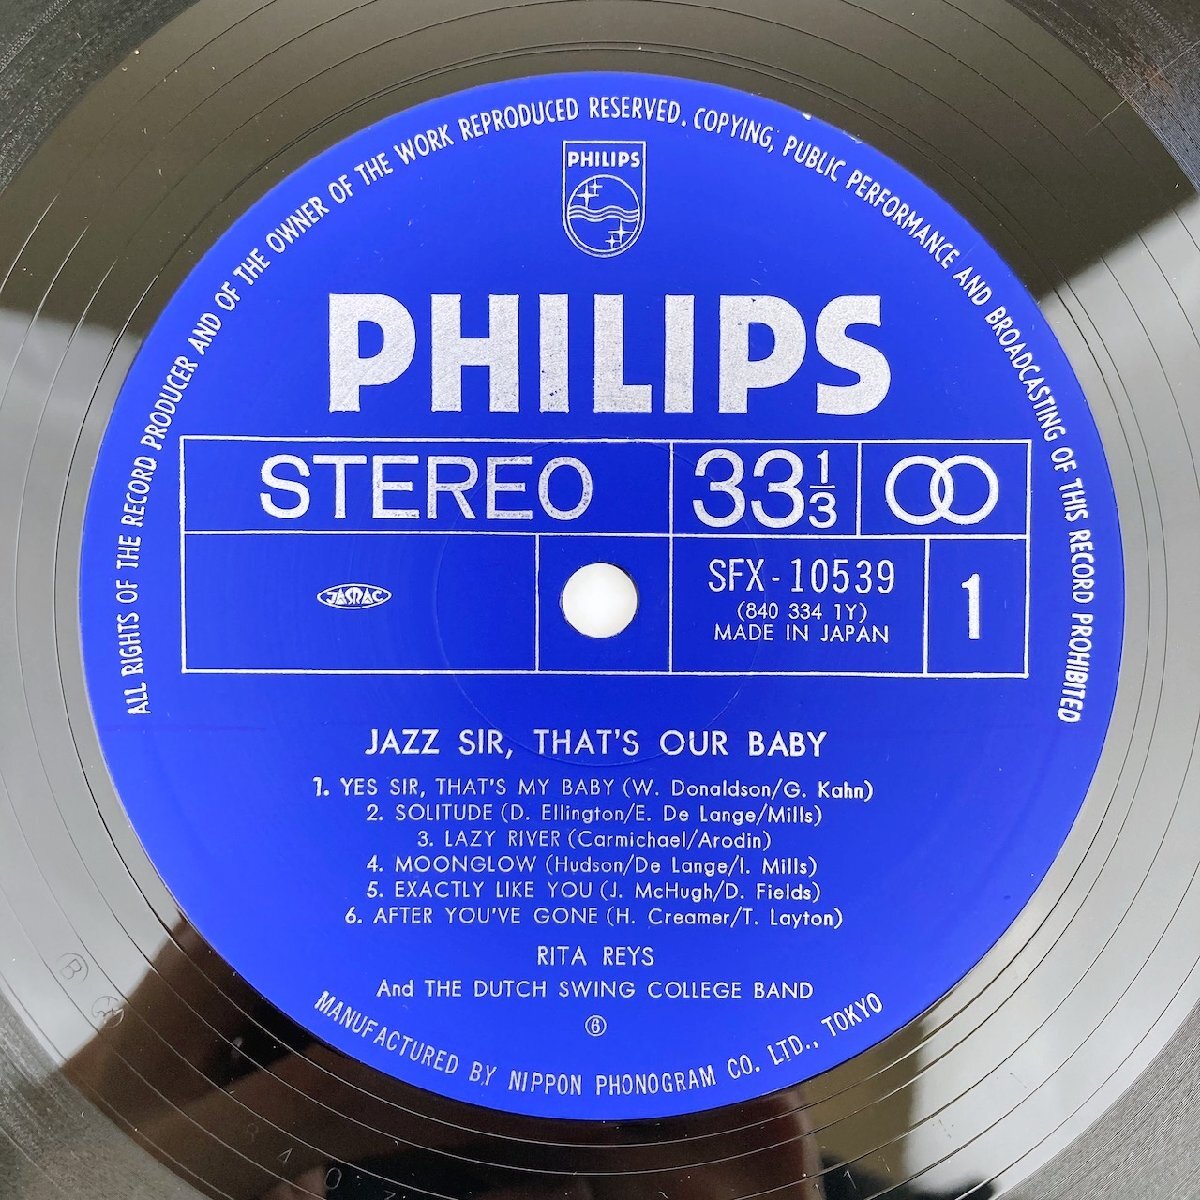 ALL RIGHTS OF THE RECORD PRODUCER AND OF THE OWNER OF THE WORK REPRODUCED RESERVED. COPYING, PUBLIC PERFORMANCE AND BROADCASTING OF THIS RECORD PROHIBITED
PHILIPS
PHILIPS
STEREO
33 1/3
JASRAC
SFX-10539
(840 334 1Y)
MADE IN JAPAN
1
JAZZ SIR, THAT'S OUR BABY
1. YES SIR, THAT'S MY BABY (W. Donaldson/G. Kahn)
2. SOLITUDE (D. Ellington/E. De Lange/Mills)
3. LAZY RIVER (Carmichael/Arodin)
4. MOONGLOW (Hudson/De Lange/I. Mills)
5. EXACTLY LIKE YOU (J. McHugh/D. Fields)
6. AFTER YOU'VE GONE (H. Creamer/T. Layton)
RITA REYS
And THE DUTCH SWING COLLEGE BAND
6
MANUFACTURED BY NIPPON PHONOGRAM CO. LTD., TOKYO
B